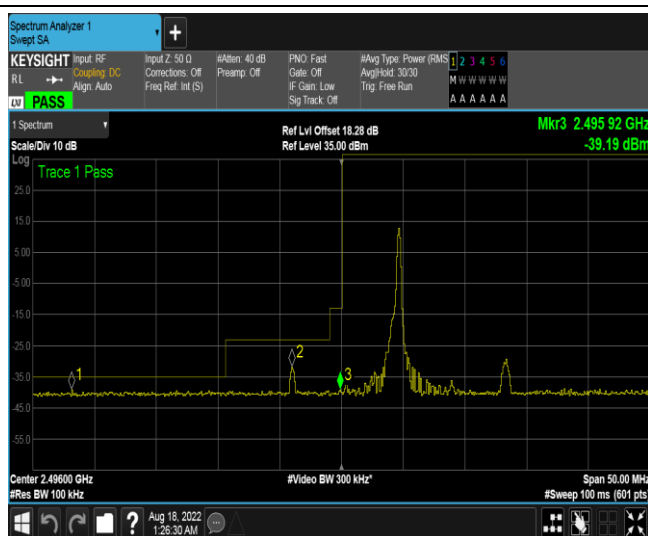 Spectrum Analyzer 1
Swept SA
+
KEYSIGHT Input: RF Input Z: 50 Ω #Atten: 40 dB PNO: Fast #Avg Type: Power (RMS 1 2 3 4 5 6
RL Coupling: DC Corrections: Off Preamp: Off Gate: Off Avg|Hold: 30/30 M W W W W W
Align: Auto Freq Ref: Int (S) IF Gain: Low Trig: Free Run
LXI PASS Sig Track: Off A A A A A A
1 Spectrum Ref Lvl Offset 18.28 dB Mkr3 2.495 92 GHz
Scale/Div 10 dB Ref Level 35.00 dBm -39.19 dBm
Log
Trace 1 Pass
25.0
15.0
5.00
-5.00
-15.0
-25.0
2
-35.0
1
3
-45.0
-55.0
Center 2.49600 GHz #Video BW 300 kHz* Span 50.00 MHz
#Res BW 100 kHz #Sweep 100 ms (601 pts)
? Aug 18, 2022
1:26:30 AM